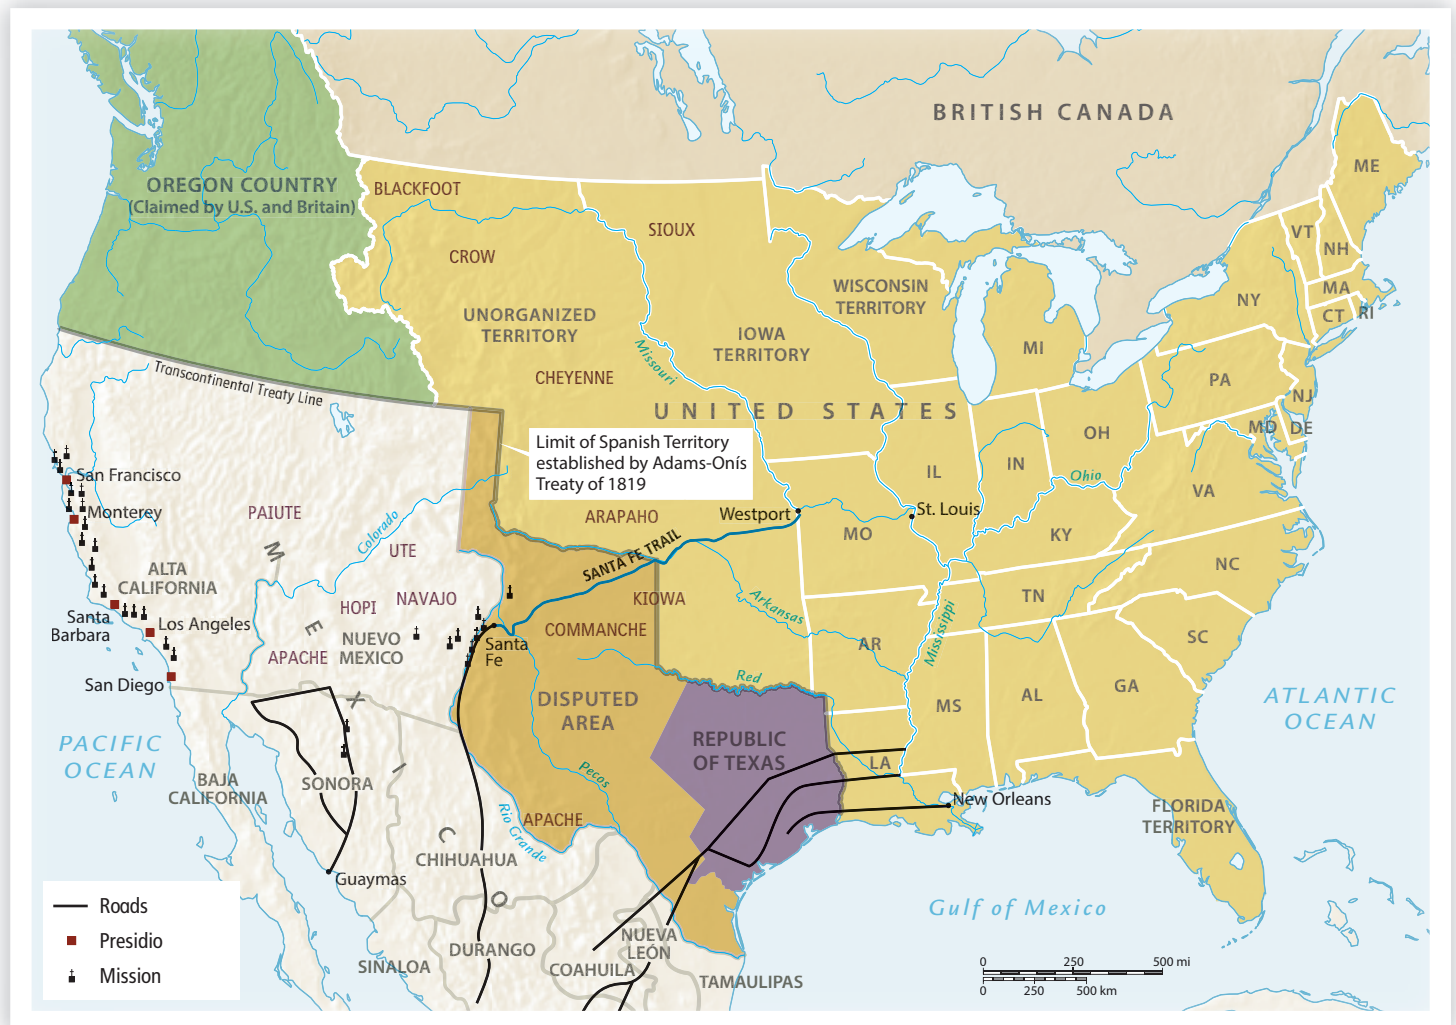 BRITISH CANADA
OREGON COUNTRY
(Claimed by U.S. and Britain)
BLACKFOOT
SIOUX
CROW
UNORGANIZED
TERRITORY
CHEYENNE
Missouri
IOWA
TERRITORY
WISCONSIN
TERRITORY
ME
VT
NH
MA
CT
RI
NY
MI
PA
NJ
MD
DE
OH
IN
IL
Ohio
VA
KY
NC
TN
SC
UNITED STATES
Transcontinental Treaty Line
Limit of Spanish Territory
established by Adams-Onís
Treaty of 1819
San Francisco
Monterey
PAIUTE
Colorado
UTE
ARAPAHO
Westport
St. Louis
MO
SANTA FE TRAIL
ALTA
CALIFORNIA
HOPI
NAVAJO
KIOWA
Arkansas
Mississippi
Santa
Barbara
Los Angeles
NUEVO
MEXICO
APACHE
Santa
Fe
COMMANCHE
AR
San Diego
MEXICO
DISPUTED
AREA
Red
REPUBLIC
OF TEXAS
MS
AL
GA
LA
ATLANTIC
OCEAN
PACIFIC
OCEAN
BAJA
CALIFORNIA
SONORA
Pecos
Rio Grande
APACHE
New Orleans
FLORIDA
TERRITORY
CHIHUAHUA
Guaymas
Gulf of Mexico
DURANGO
SINALOA
COAHUILA
NUEVA
LEÓN
TAMAULIPAS
Roads
Presidio
Mission
0 250 500 mi
0 250 500 km